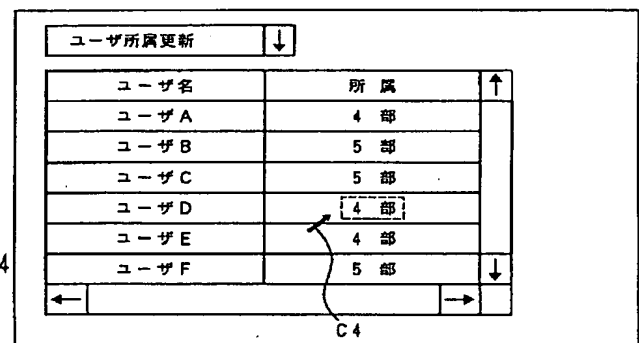 ユーザ所属更新 ↓
ユーザ名 所属 ↑
ユーザA 4部
ユーザB 5部
ユーザC 5部
ユーザD 4部
4 ユーザE 4部
ユーザF 5部 ↓
← →
C4